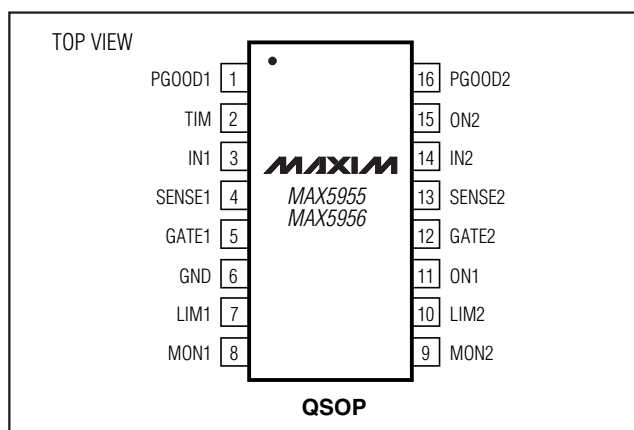 TOP VIEW
PGOOD1 1
TIM 2
IN1 3
SENSE1 4
GATE1 5
GND 6
LIM1 7
MON1 8
MAXIM
MAX5955
MAX5956
16 PGOOD2
15 ON2
14 IN2
13 SENSE2
12 GATE2
11 ON1
10 LIM2
9 MON2
QSOP